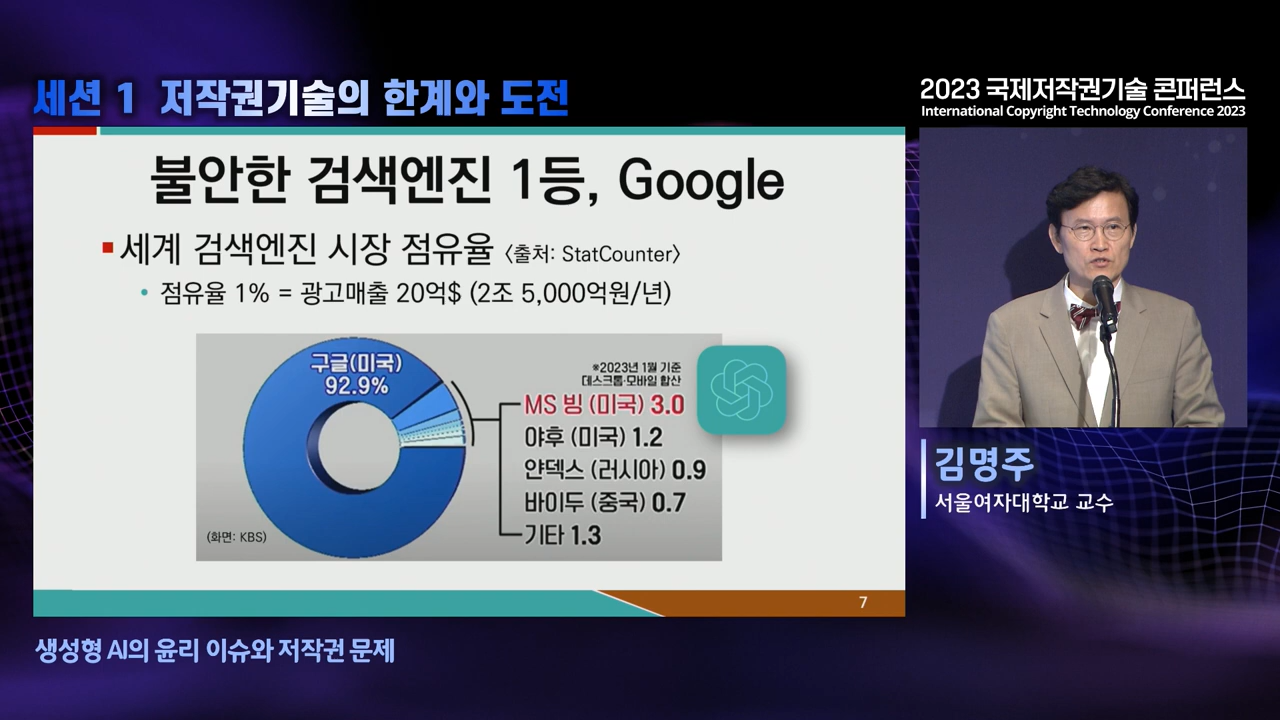 세션 1 저작권기술의 한계와 도전
2023 국제저작권기술 콘퍼런스
International Copyright Technology Conference 2023
불안한 검색엔진 1등, Google
세계 검색엔진 시장 점유율 <출처: StatCounter>
점유율 1% = 광고매출 20억$ (2조 5,000억원/년)
구글(미국)
92.9%
※2023년 1월 기준
데스크톱·모바일 합산
MS 빙 (미국) 3.0
야후 (미국) 1.2
얀덱스 (러시아) 0.9
바이두 (중국) 0.7
기타 1.3
(화면: KBS)
7
김명주
서울여자대학교 교수
생성형 AI의 윤리 이슈와 저작권 문제